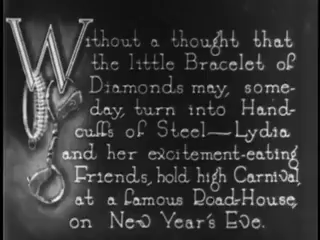 Without a thought that
the little Bracelet of
Diamonds may, some-
day, turn into Hand-
cuffs of Steel—Lydia
and her excitement-eating
Friends, hold high Carnival,
at a famous Road-House,
on New Year's Eve.